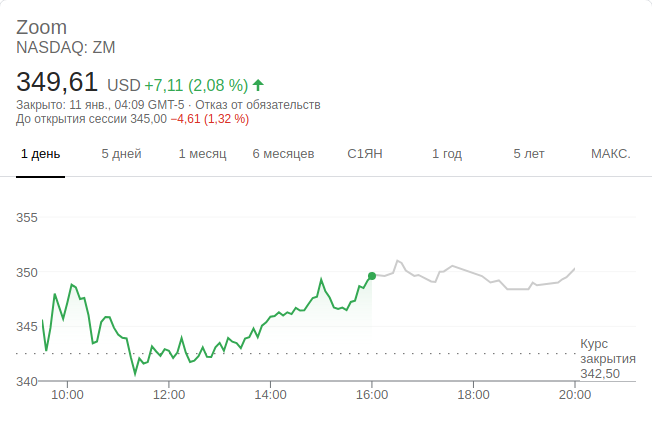 Zoom
NASDAQ: ZM
349,61 USD +7,11 (2,08 %)
Закрыто: 11 янв., 04:09 GMT-5 · Отказ от обязательств
До открытия сессии 345,00 −4,61 (1,32 %)
1 день 5 дней 1 месяц 6 месяцев С1ЯН 1 год 5 лет МАКС.
355
350
345
340
Курс
закрытия
342,50
10:00 12:00 14:00 16:00 18:00 20:00